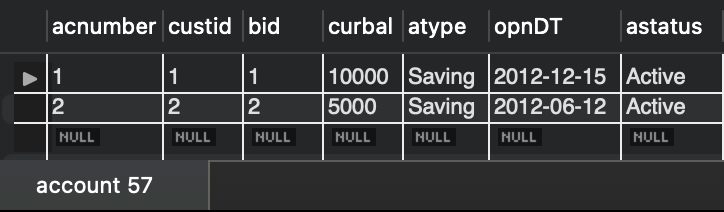 acnumber custid bid curbal atype opnDT astatus
1 1 1 10000 Saving 2012-12-15 Active
2 2 2 5000 Saving 2012-06-12 Active
NULL NULL NULL NULL NULL NULL NULL
account 57